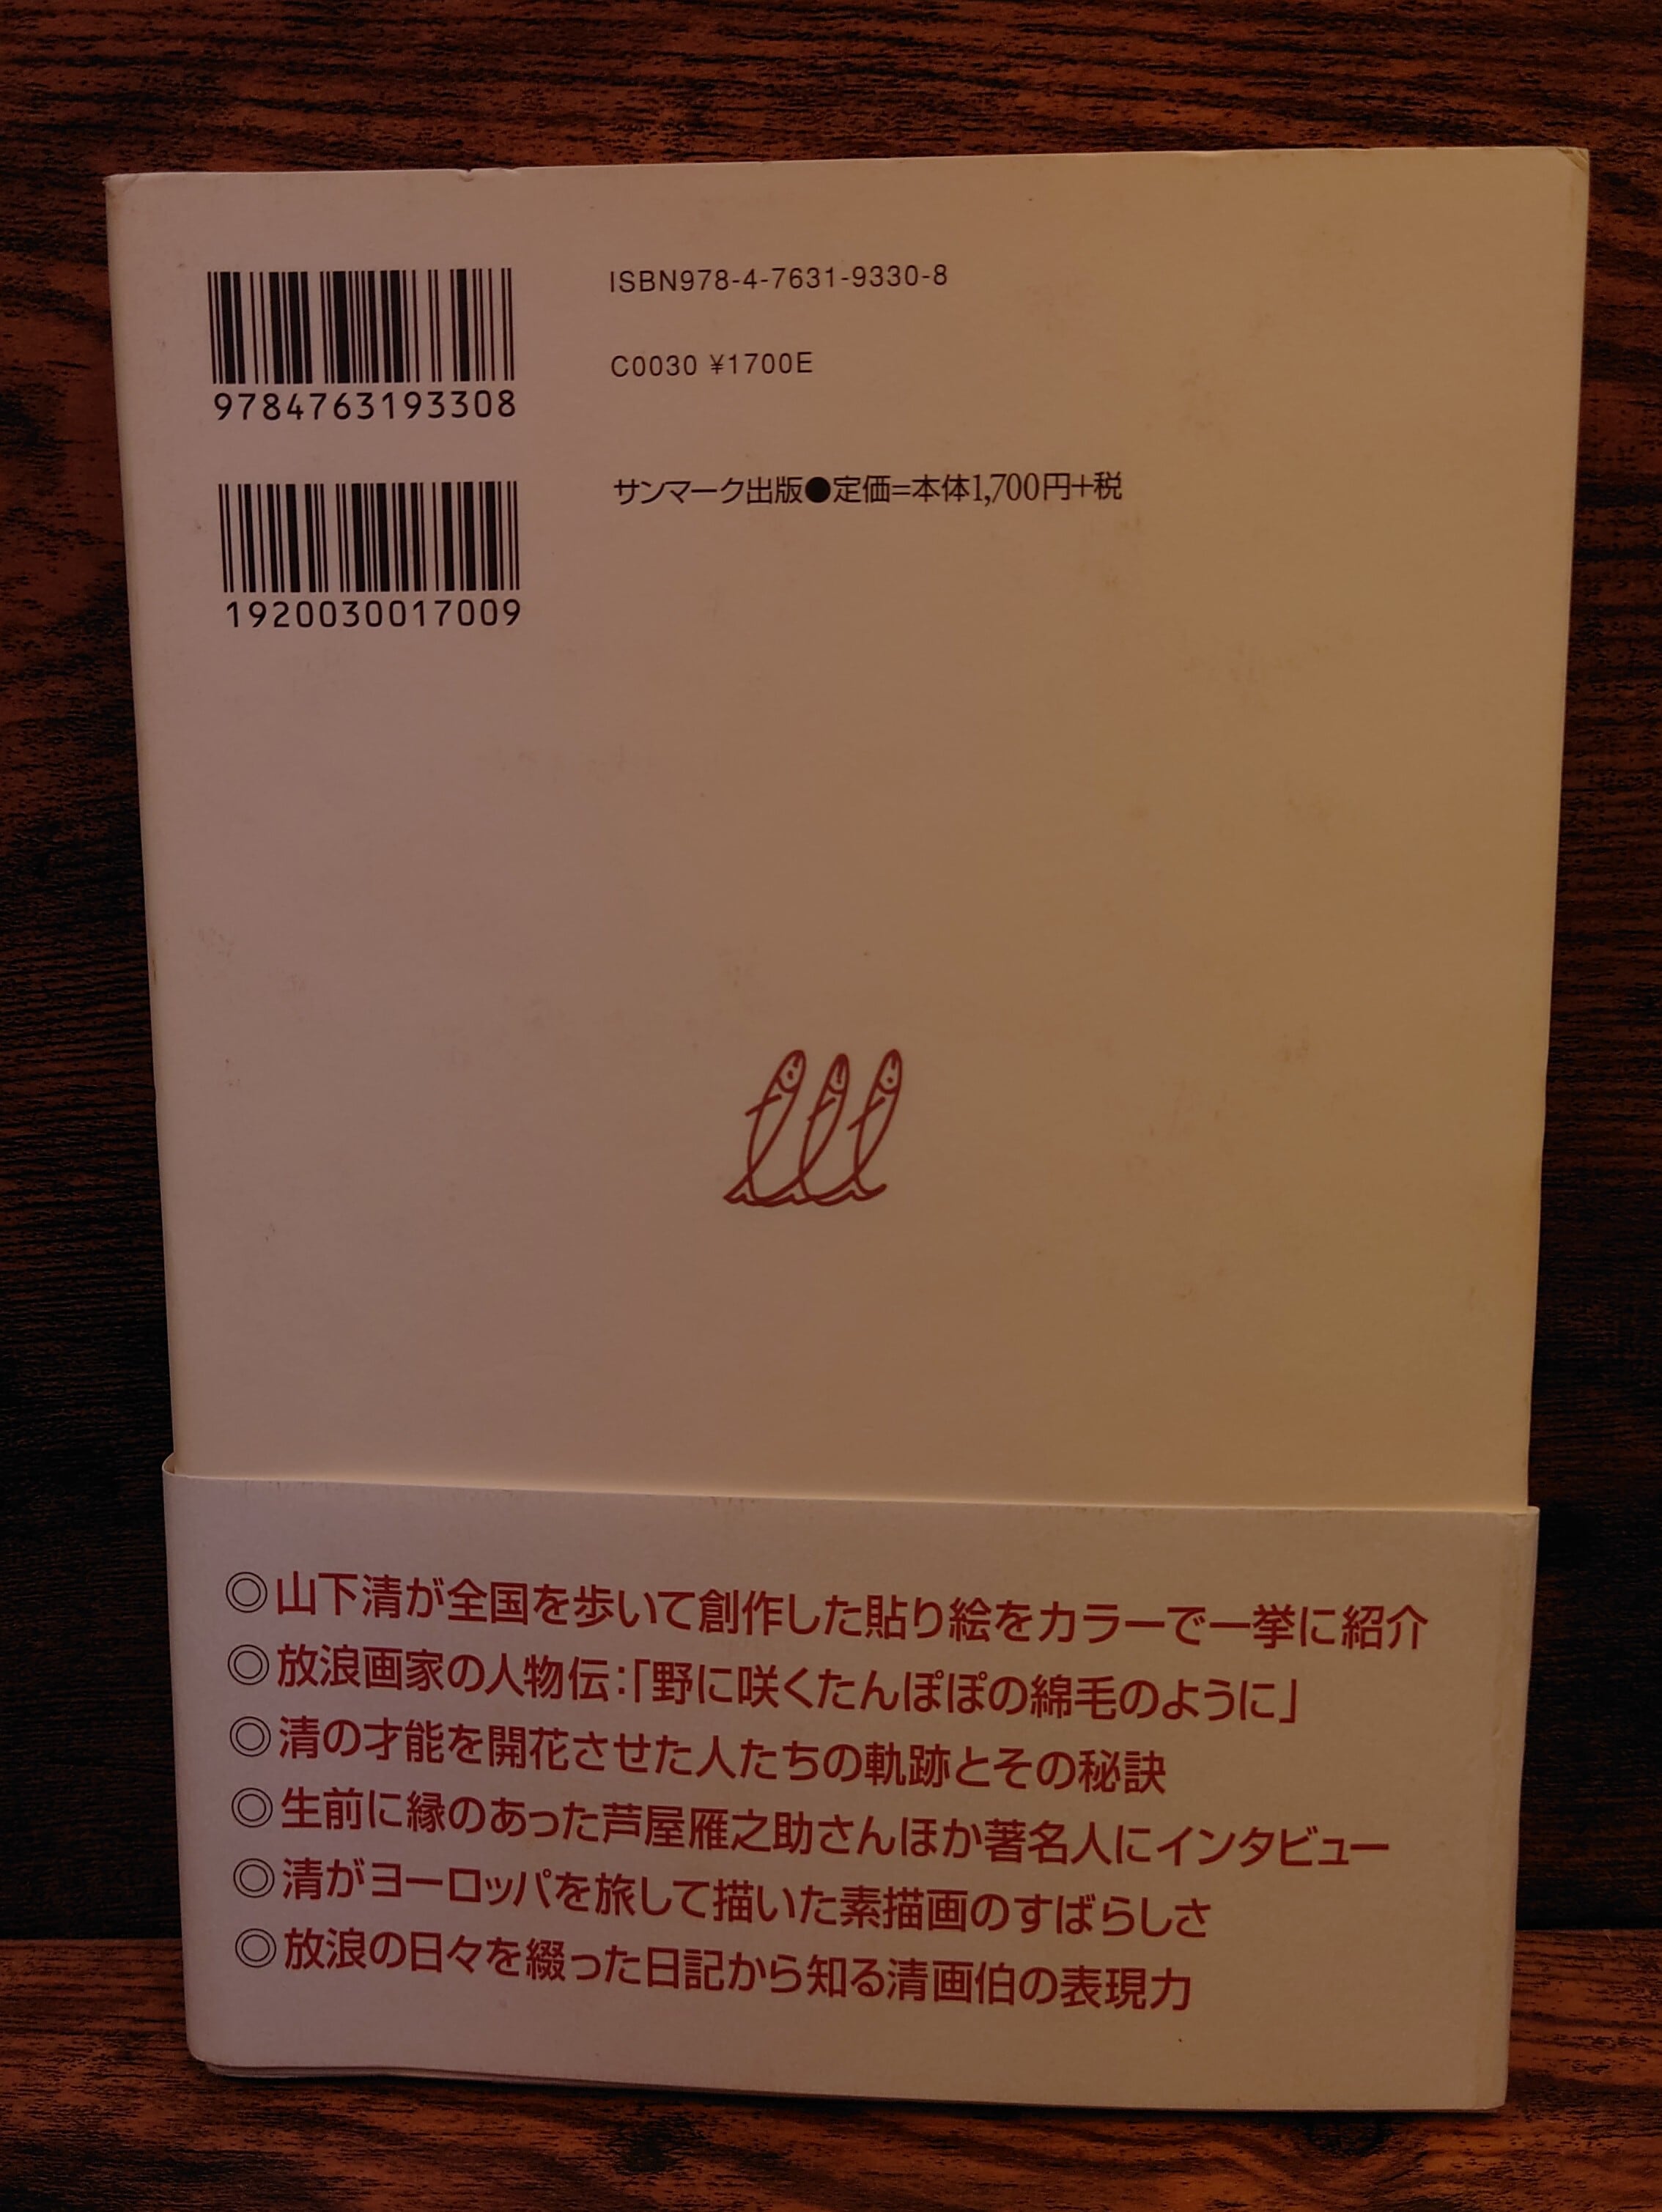 ISBN978-4-7631-9330-8
9784763193308
C0030 ¥1700E
サンマーク出版●定価=本体1,700円+税
1920030017009
◎山下清が全国を歩いて創作した貼り絵をカラーで一挙に紹介
◎放浪画家の人物伝:「野に咲くたんぽぽの綿毛のように」
◎清の才能を開花させた人たちの軌跡とその秘訣
◎生前に縁のあった芦屋雁之助さんほか著名人にインタビュー
◎清がヨーロッパを旅して描いた素描画のすばらしさ
◎放浪の日々を綴った日記から知る清画伯の表現力